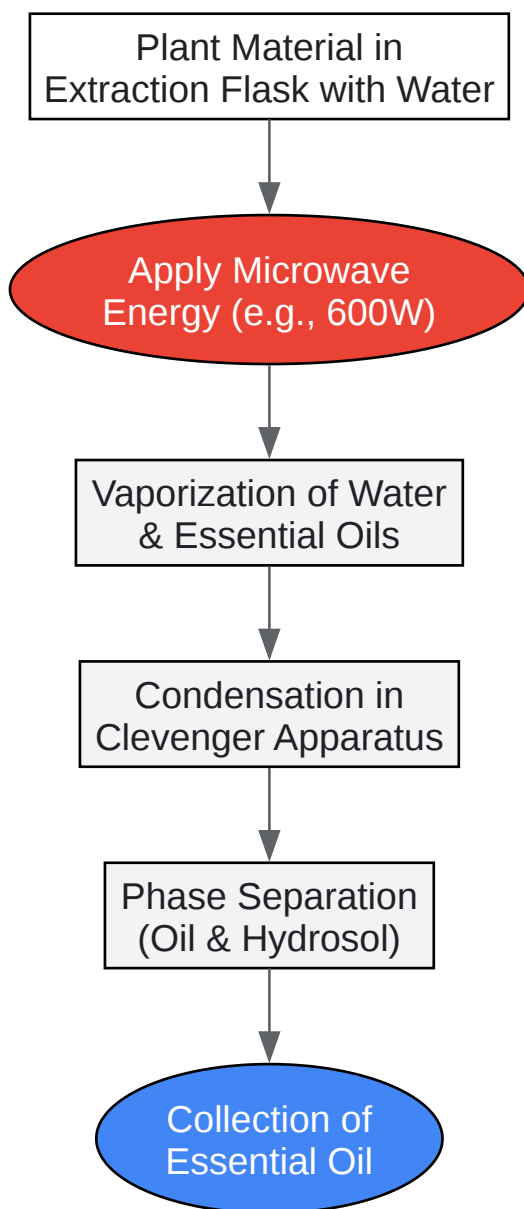 Plant Material in
Extraction Flask with Water
Apply Microwave
Energy (e.g., 600W)
Vaporization of Water
& Essential Oils
Condensation in
Clevenger Apparatus
Phase Separation
(Oil & Hydrosol)
Collection of
Essential Oil